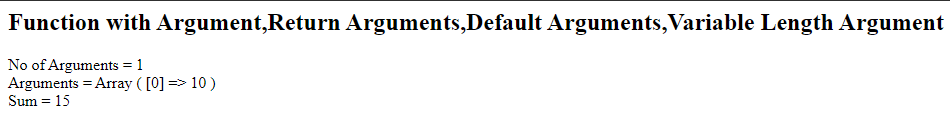 Function with Argument,Return Arguments,Default Arguments,Variable Length Argument
No of Arguments = 1
Arguments = Array ( [0] => 10 )
Sum = 15